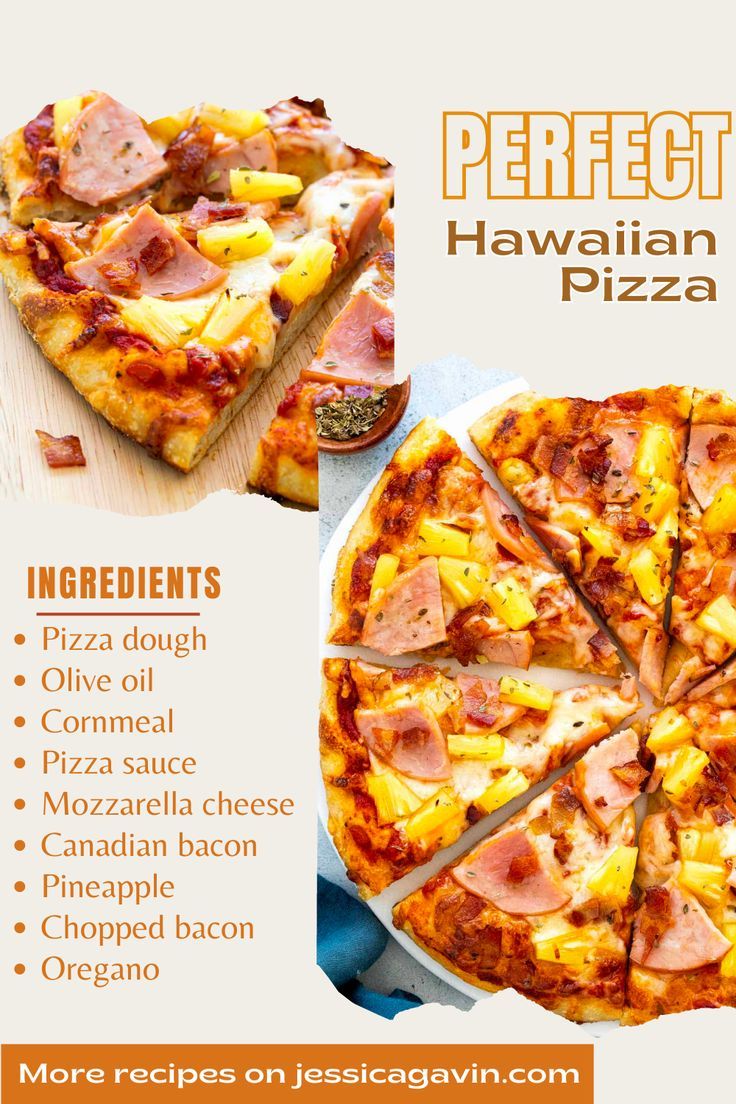 PERFECT
Hawaiian
Pizza
INGREDIENTS
• Pizza dough
• Olive oil
• Cornmeal
• Pizza sauce
• Mozzarella cheese
• Canadian bacon
• Pineapple
• Chopped bacon
• Oregano
More recipes on jessicagavin.com